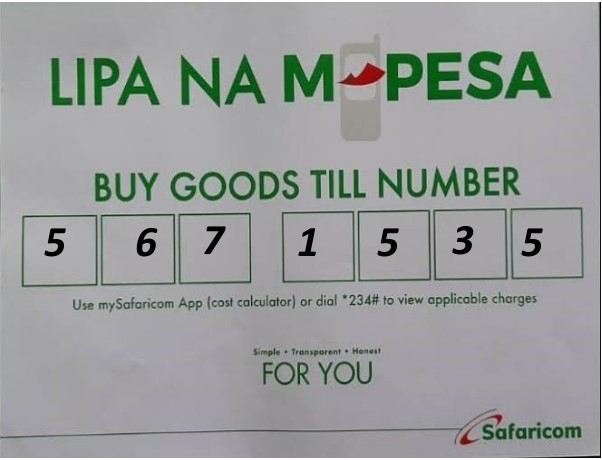 LIPA NA M-PESA
BUY GOODS TILL NUMBER
5 6 7 1 5 3 5
Use mySafaricom App (cost calculator) or dial *234# to view applicable charges
Simple • Transparent • Honest
FOR YOU
Safaricom